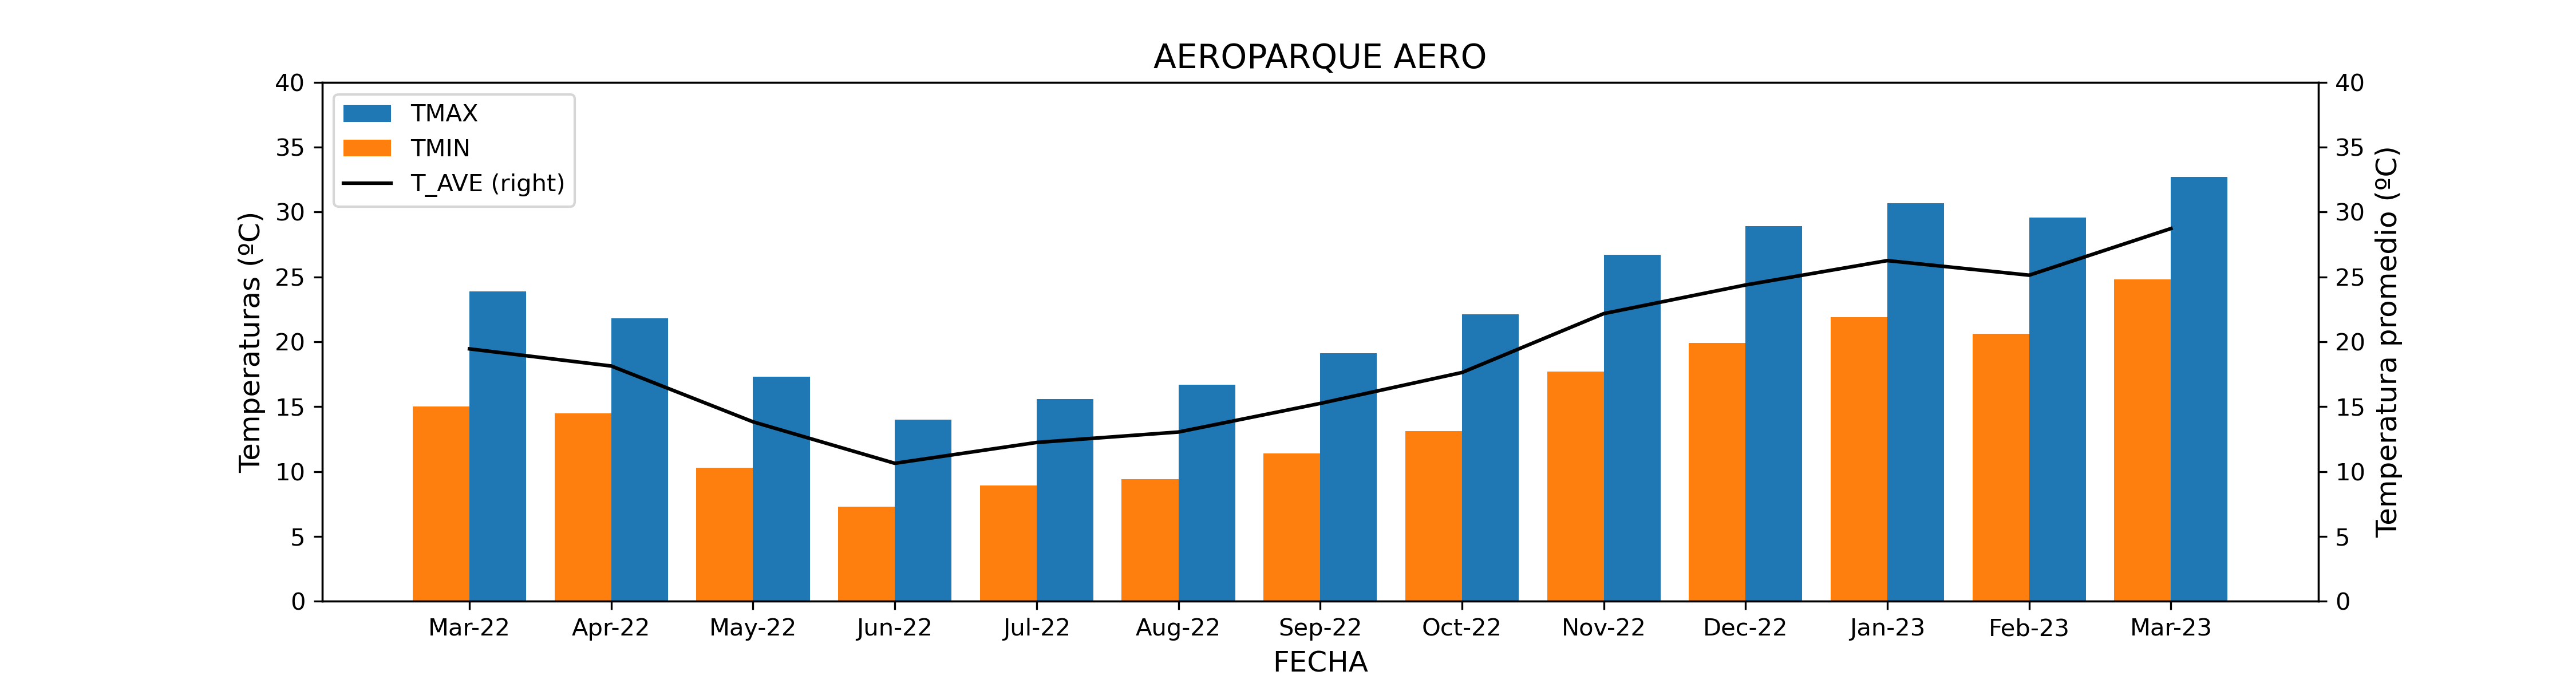 AEROPARQUE AERO
TMAX
TMIN
T_AVE (right)
Temperaturas (ºC)
40
35
30
25
20
15
10
5
0
40
35
30
25
20
15
10
5
0
Temperatura promedio (ºC)
Mar-22 Apr-22 May-22 Jun-22 Jul-22 Aug-22 Sep-22 Oct-22 Nov-22 Dec-22 Jan-23 Feb-23 Mar-23
FECHA